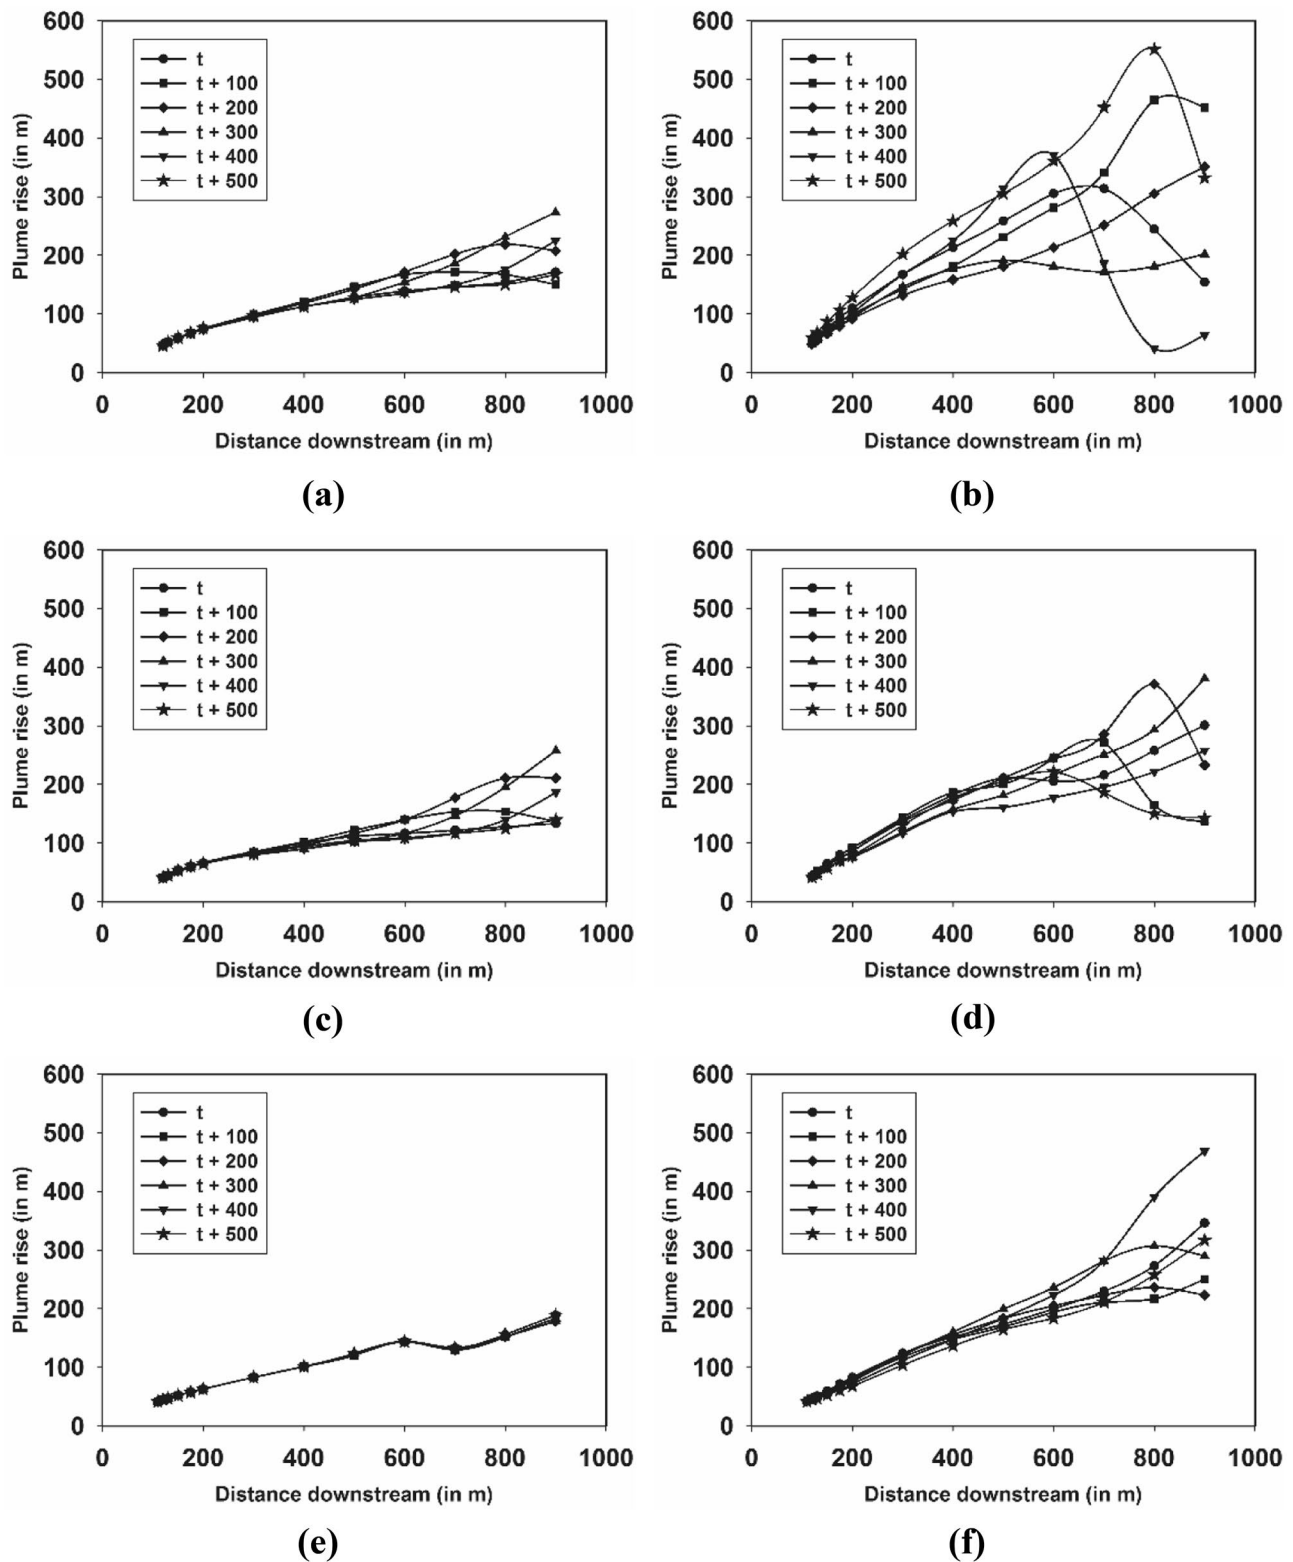 600
500
400
300
200
100
0
Plume rise (in m)
t
t + 100
t + 200
t + 300
t + 400
t + 500
0 200 400 600 800 1000
Distance downstream (in m)
(a)
600
500
400
300
200
100
0
Plume rise (in m)
t
t + 100
t + 200
t + 300
t + 400
t + 500
0 200 400 600 800 1000
Distance downstream (in m)
(b)
600
500
400
300
200
100
0
Plume rise (in m)
t
t + 100
t + 200
t + 300
t + 400
t + 500
0 200 400 600 800 1000
Distance downstream (in m)
(c)
600
500
400
300
200
100
0
Plume rise (in m)
t
t + 100
t + 200
t + 300
t + 400
t + 500
0 200 400 600 800 1000
Distance downstream (in m)
(d)
600
500
400
300
200
100
0
Plume rise (in m)
t
t + 100
t + 200
t + 300
t + 400
t + 500
0 200 400 600 800 1000
Distance downstream (in m)
(e)
600
500
400
300
200
100
0
Plume rise (in m)
t
t + 100
t + 200
t + 300
t + 400
t + 500
0 200 400 600 800 1000
Distance downstream (in m)
(f)